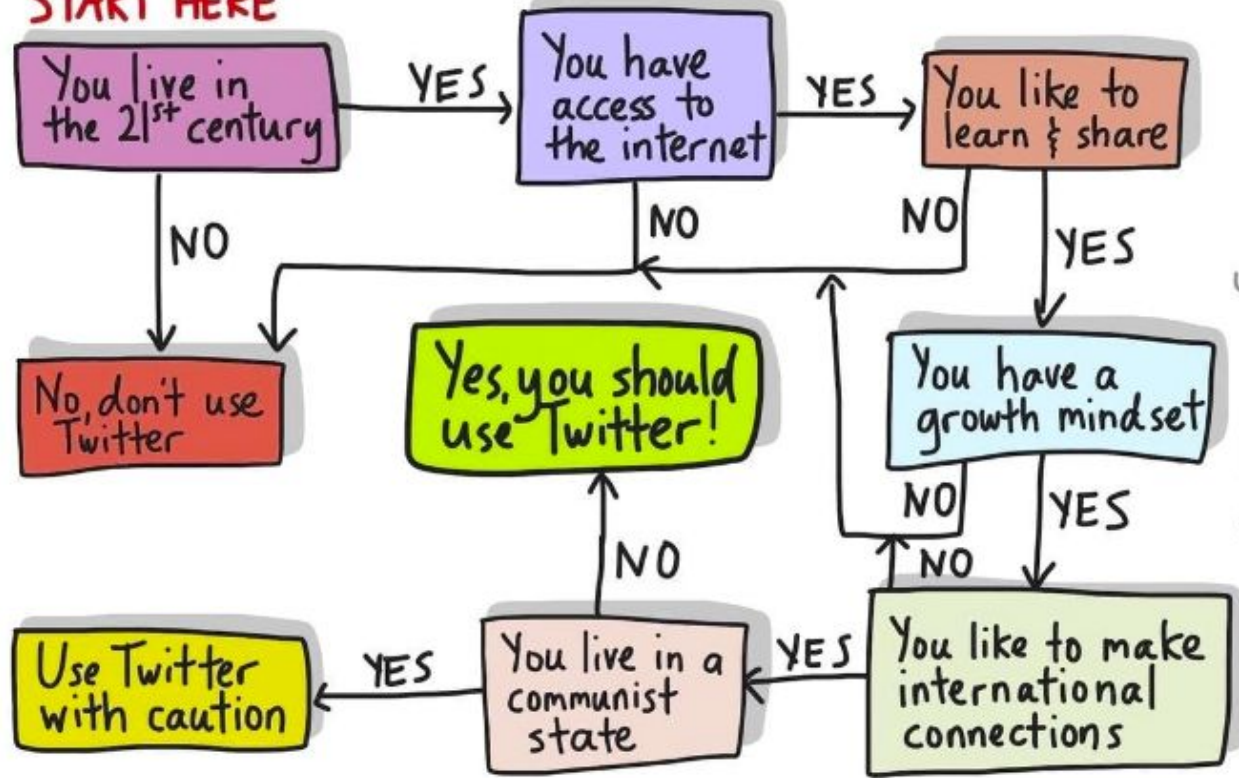 START HERE
You live in
the 21st century
YES
You have
access to
the internet
YES
You like to
learn & share
NO
NO
NO
YES
No, don't use
Twitter
Yes, you should
use Twitter!
You have a
growth mindset
NO
YES
NO
NO
Use Twitter
with caution
YES
You live in a
communist
state
YES
You like to make
international
connections